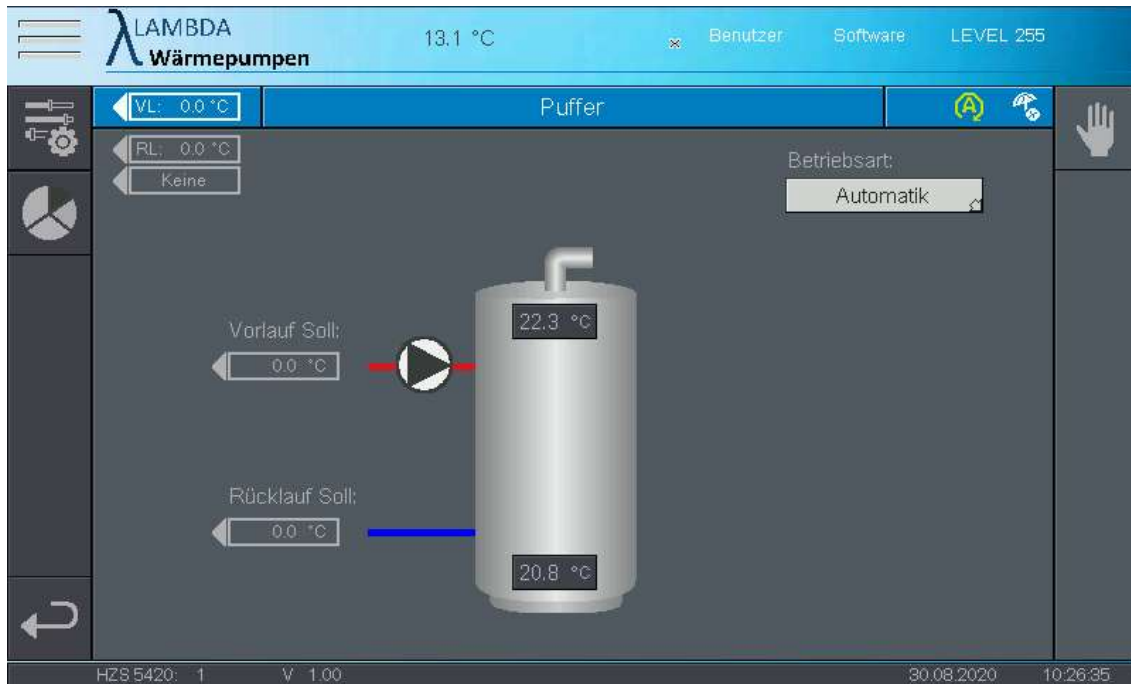 LAMBDA
Wärmepumpen
13.1 °C
Benutzer
Software
LEVEL 255
VL: 0.0 °C
Puffer
A
RL: 0.0 °C
Keine
Betriebsart:
Automatik
22.3 °C
Vorlauf Soll:
0.0 °C
Rücklauf Soll:
0.0 °C
20.8 °C
HZS 5420: 1 V 1.00 30.08.2020 10:26:35